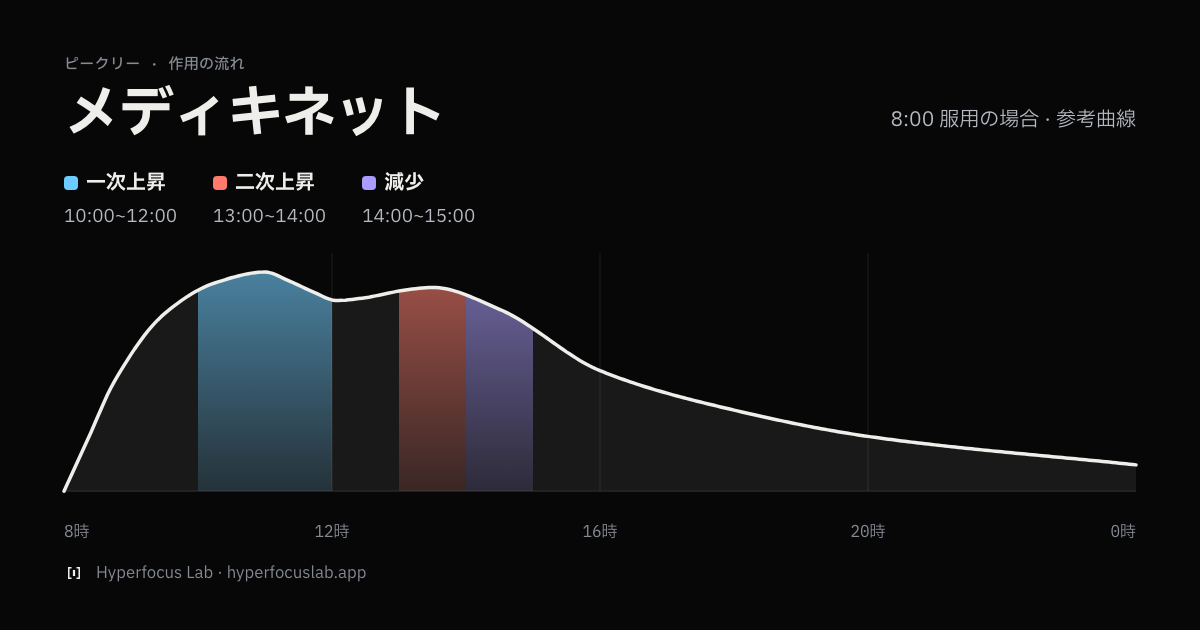 ピークリー · 作用の流れ
メディキネット
8:00 服用の場合 · 参考曲線
一次上昇 二次上昇 減少
10:00~12:00 13:00~14:00 14:00~15:00
8時 12時 16時 20時 0時
Hyperfocus Lab · hyperfocuslab.app